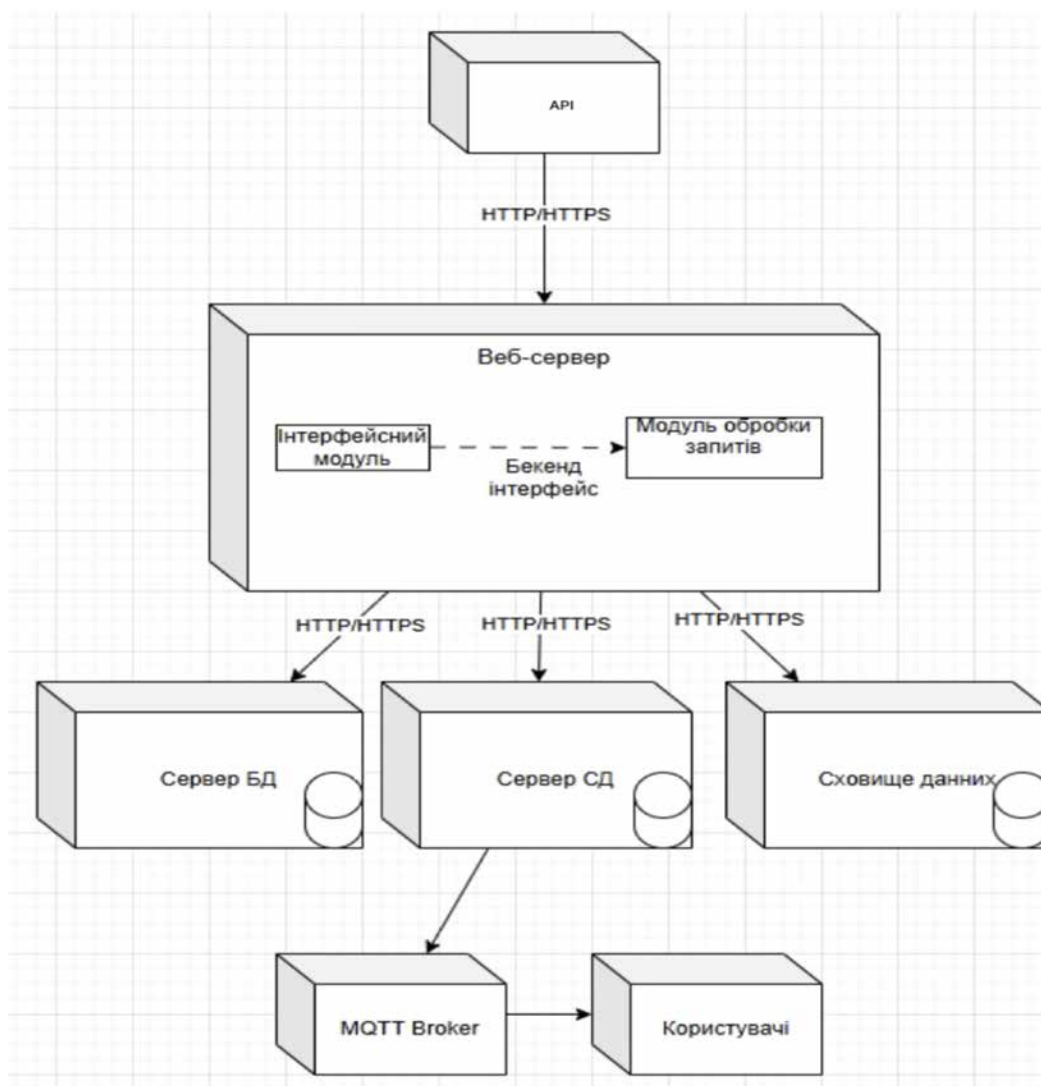 API
HTTP/HTTPS
Веб-сервер
Інтерфейсний
модуль
Модуль обробки
запитів
Бекенд
інтерфейс
HTTP/HTTPS
HTTP/HTTPS
HTTP/HTTPS
Сервер БД
Сервер СД
Сховище данних
MQTT Broker
Користувачі